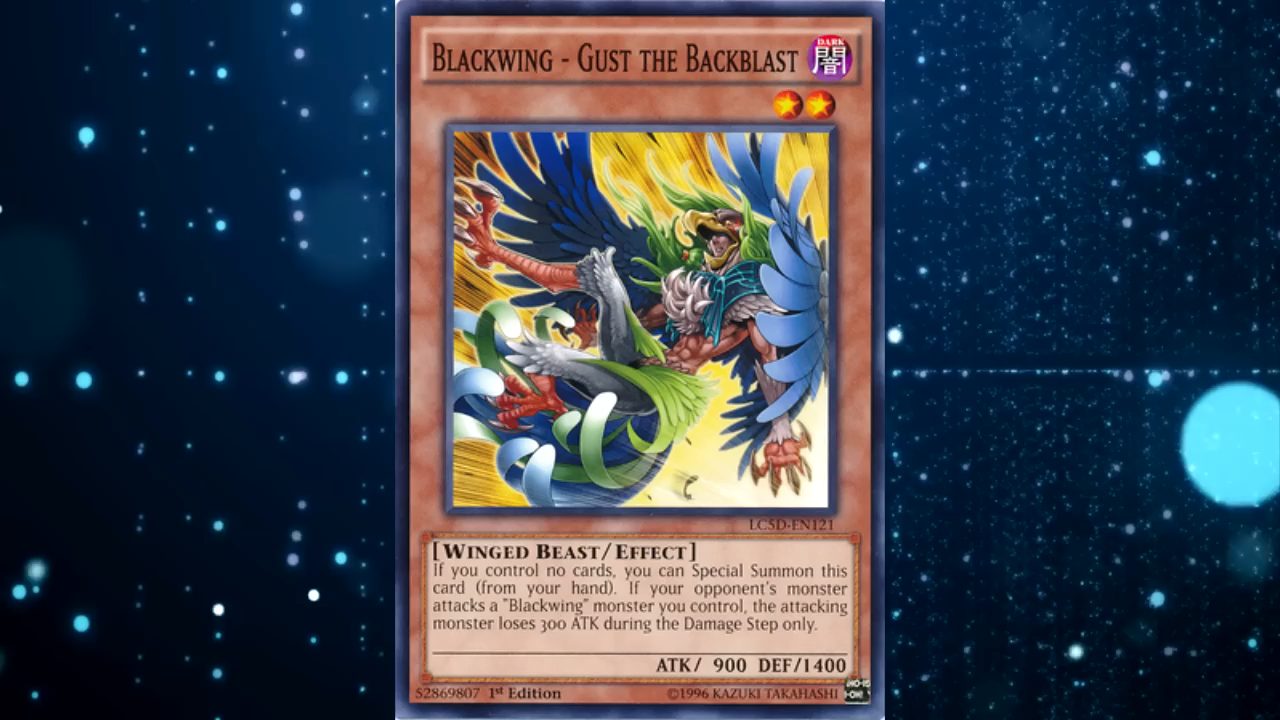 Blackwing - Gust the Backblast
DARK
闇
LC5D-EN121
[Winged Beast/Effect]
If you control no cards, you can Special Summon this
card (from your hand). If your opponent's monster
attacks a "Blackwing" monster you control, the attacking
monster loses 300 ATK during the Damage Step only.
ATK/ 900 DEF/1400
52869807 1st Edition ©1996 KAZUKI TAKAHASHI